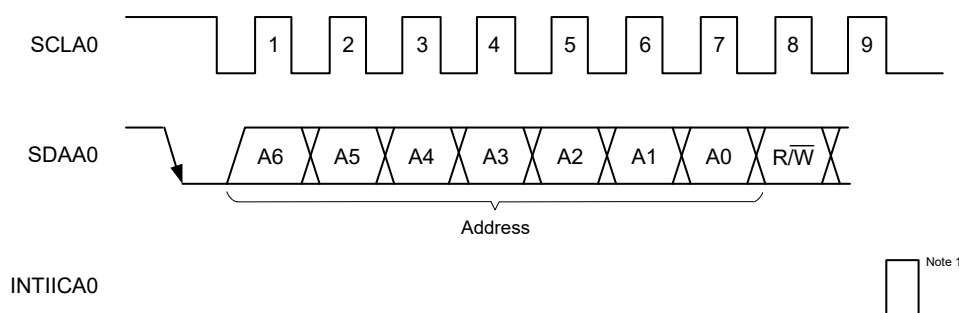 SCLA0 1 2 3 4 5 6 7 8 9
SDAA0 A6 A5 A4 A3 A2 A1 A0 R/W̅
Address
INTIICA0 Note 1